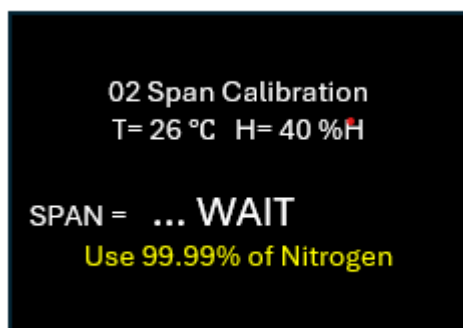 02 Span Calibration
T= 26 ℃ H= 40 %H
SPAN = ... WAIT
Use 99.99% of Nitrogen